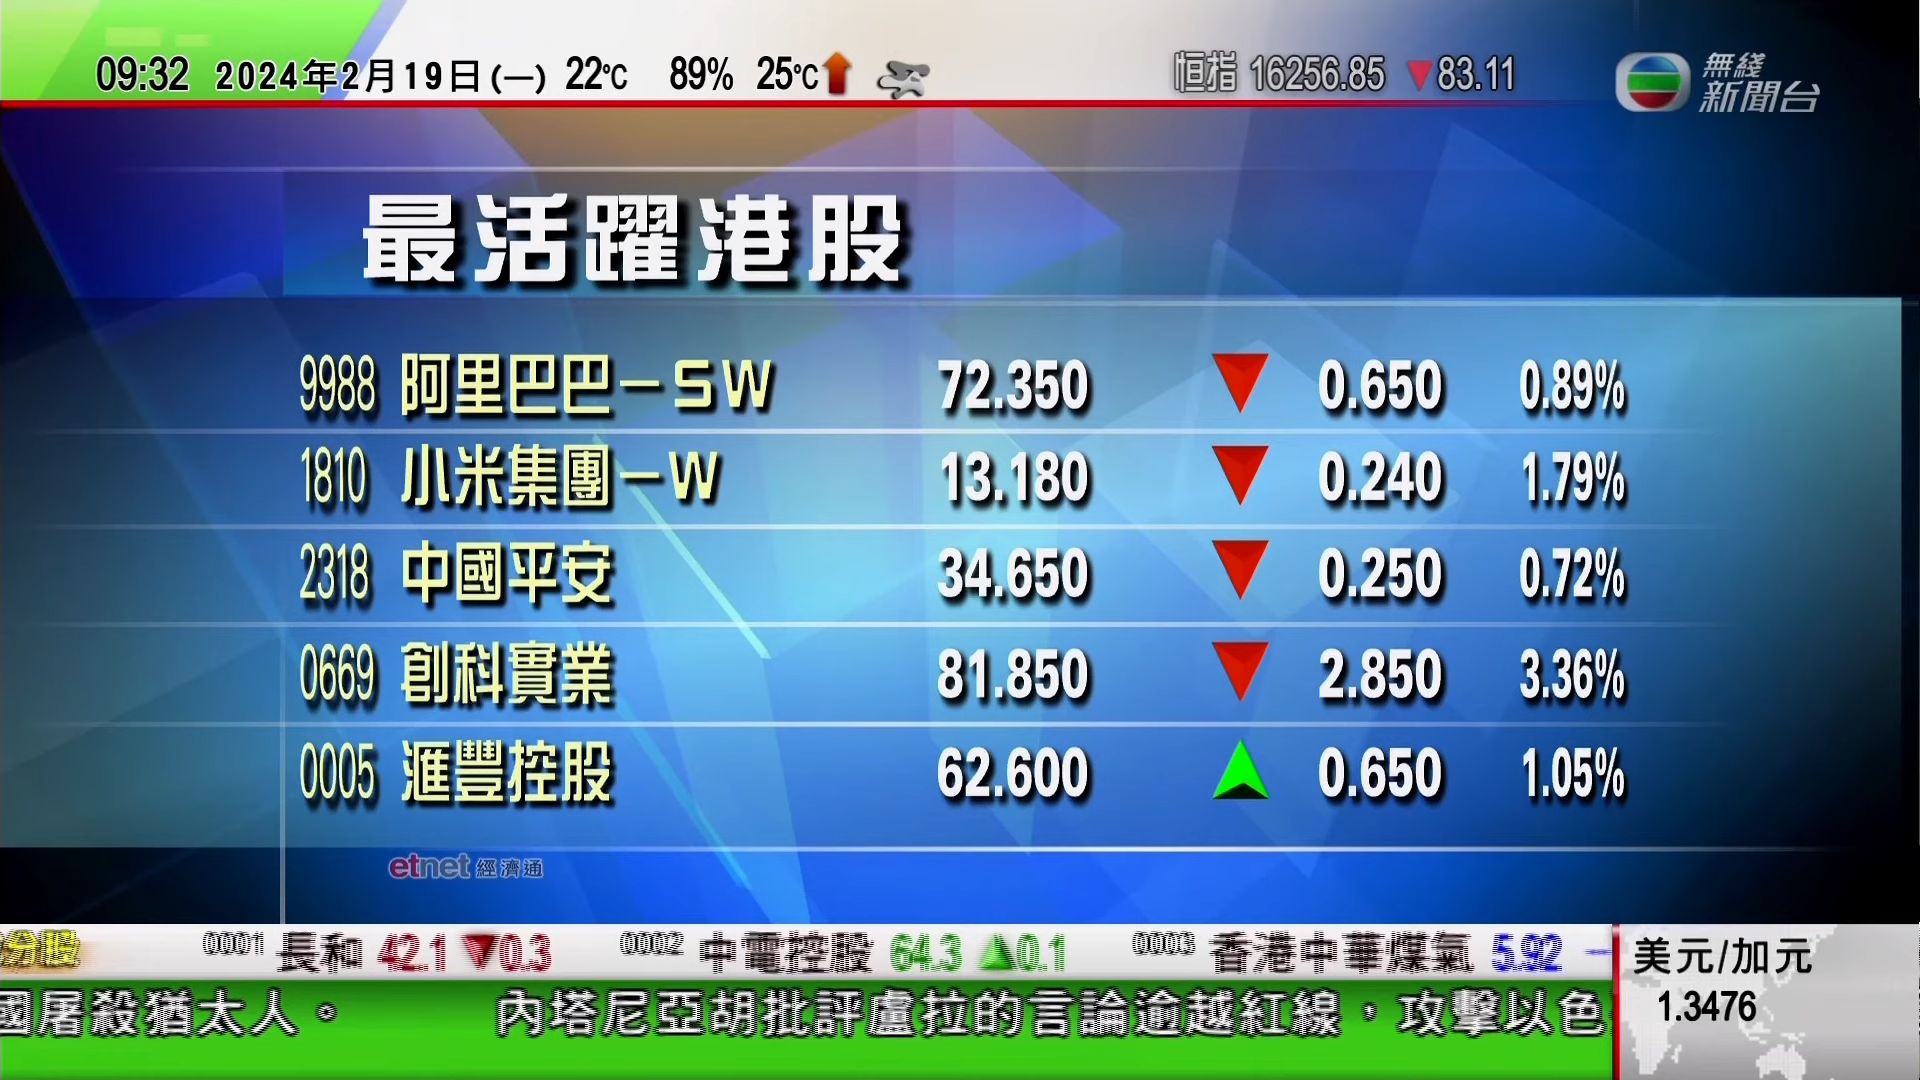 09:32 2024年2月19日(一) 22℃ 89% 25℃ 恒指 16256.85 ▼83.11
無綫
新聞台
最活躍港股
9988 阿里巴巴－SW 72.350 ▼ 0.650 0.89%
1810 小米集團－W 13.180 ▼ 0.240 1.79%
2318 中國平安 34.650 ▼ 0.250 0.72%
0669 創科實業 81.850 ▼ 2.850 3.36%
0005 滙豐控股 62.600 ▲ 0.650 1.05%
etnet 經濟通
分股 0001 長和 42.1 ▼0.3 0002 中電控股 64.3 ▲0.1 0003 香港中華煤氣 5.92 －
國屠殺猶太人。 內塔尼亞胡批評盧拉的言論逾越紅線，攻擊以色
美元/加元
1.3476